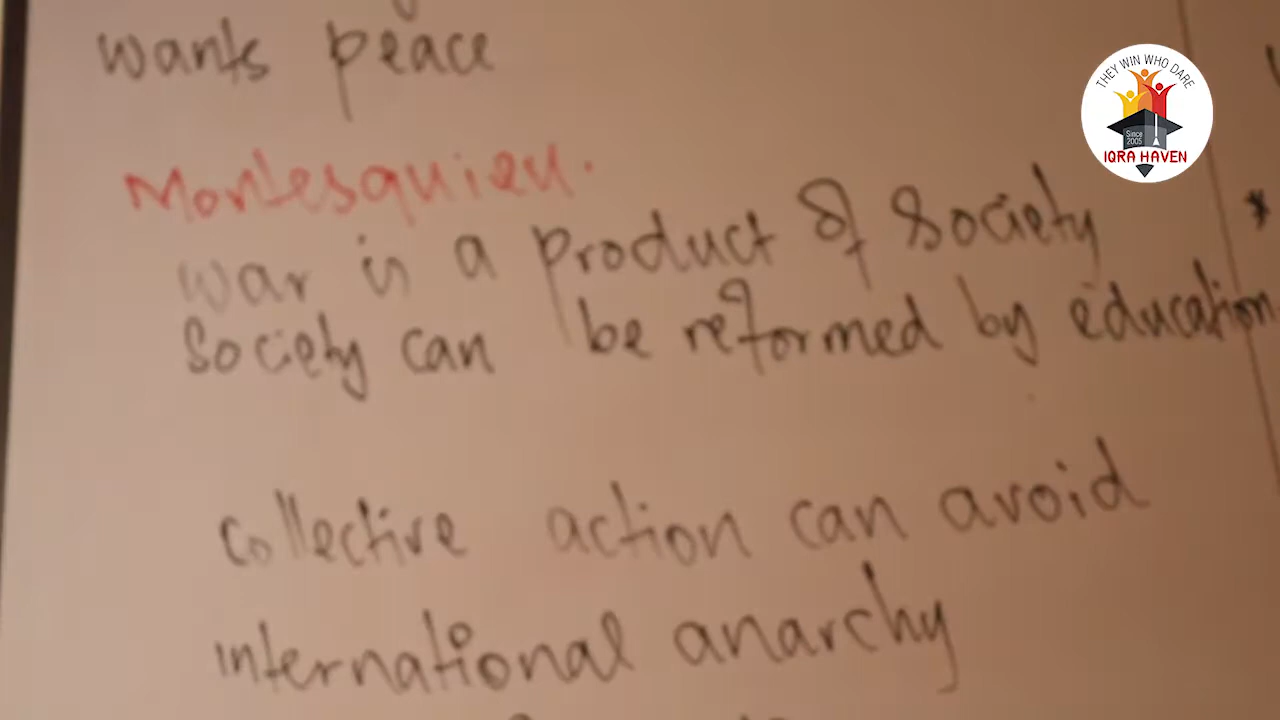 wants peace
Montesquieu.
war is a product of society
Society can be reformed by education
*
collective action can avoid
international anarchy
THEY WIN WHO DARE
Since
2005
IQRA HAVEN